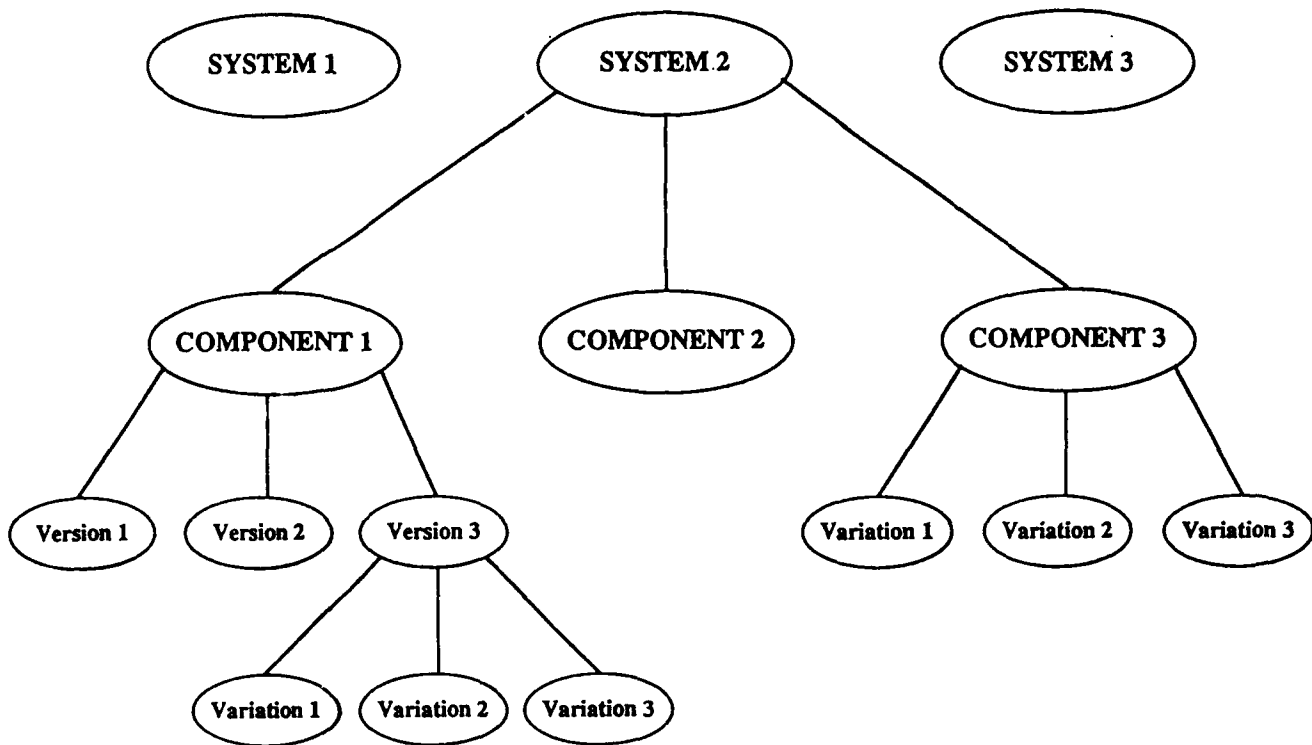 SYSTEM 1
SYSTEM 2
SYSTEM 3
COMPONENT 1
COMPONENT 2
COMPONENT 3
Version 1
Version 2
Version 3
Variation 1
Variation 2
Variation 3
Variation 1
Variation 2
Variation 3